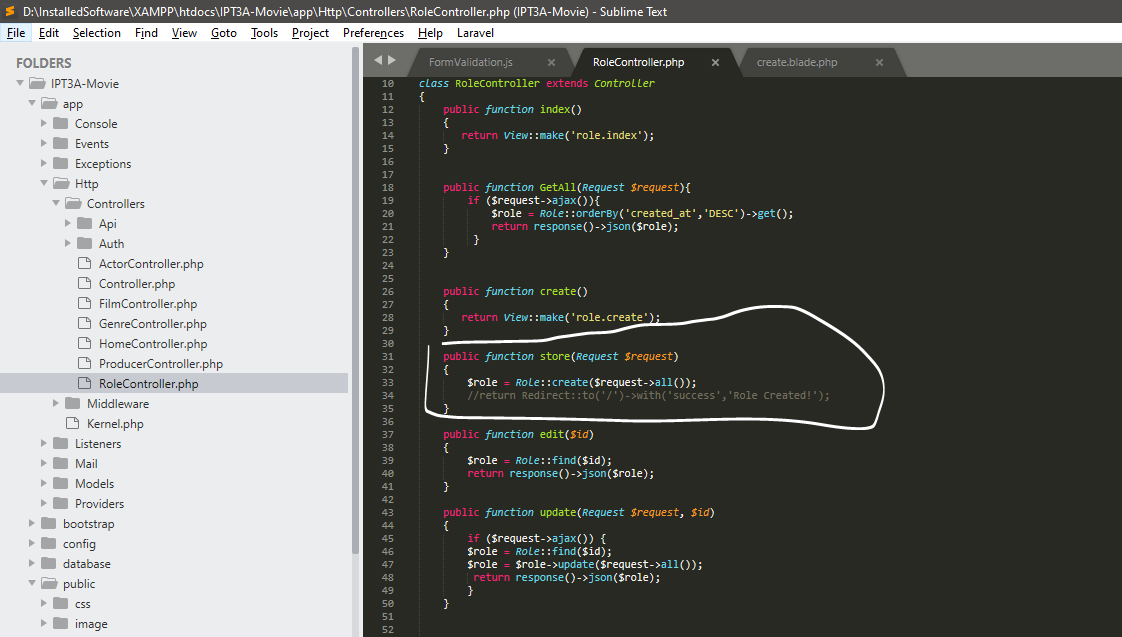 D:\InstalledSoftware\XAMPP\htdocs\IPT3A-Movie\app\Http\Controllers\RoleController.php (IPT3A-Movie) - Sublime Text
File Edit Selection Find View Goto Tools Project Preferences Help Laravel
FOLDERS
IPT3A-Movie
app
Console
Events
Exceptions
Http
Controllers
Api
Auth
ActorController.php
Controller.php
FilmController.php
GenreController.php
HomeController.php
ProducerController.php
RoleController.php
Middleware
Kernel.php
Listeners
Mail
Models
Providers
bootstrap
config
database
public
css
image
FormValidation.js RoleController.php create.blade.php
10 class RoleController extends Controller
11 {
12 public function index()
13 {
14 return View::make('role.index');
15 }
16
17
18 public function GetAll(Request $request){
19 if ($request->ajax()){
20 $role = Role::orderBy('created_at','DESC')->get();
21 return response()->json($role);
22 }
23 }
24
25
26 public function create()
27 {
28 return View::make('role.create');
29 }
30
31 public function store(Request $request)
32 {
33 $role = Role::create($request->all());
34 //return Redirect::to('/')->with('success','Role Created!');
35 }
36
37 public function edit($id)
38 {
39 $role = Role::find($id);
40 return response()->json($role);
41 }
42
43 public function update(Request $request, $id)
44 {
45 if ($request->ajax()) {
46 $role = Role::find($id);
47 $role = $role->update($request->all());
48 return response()->json($role);
49 }
50 }
51
52